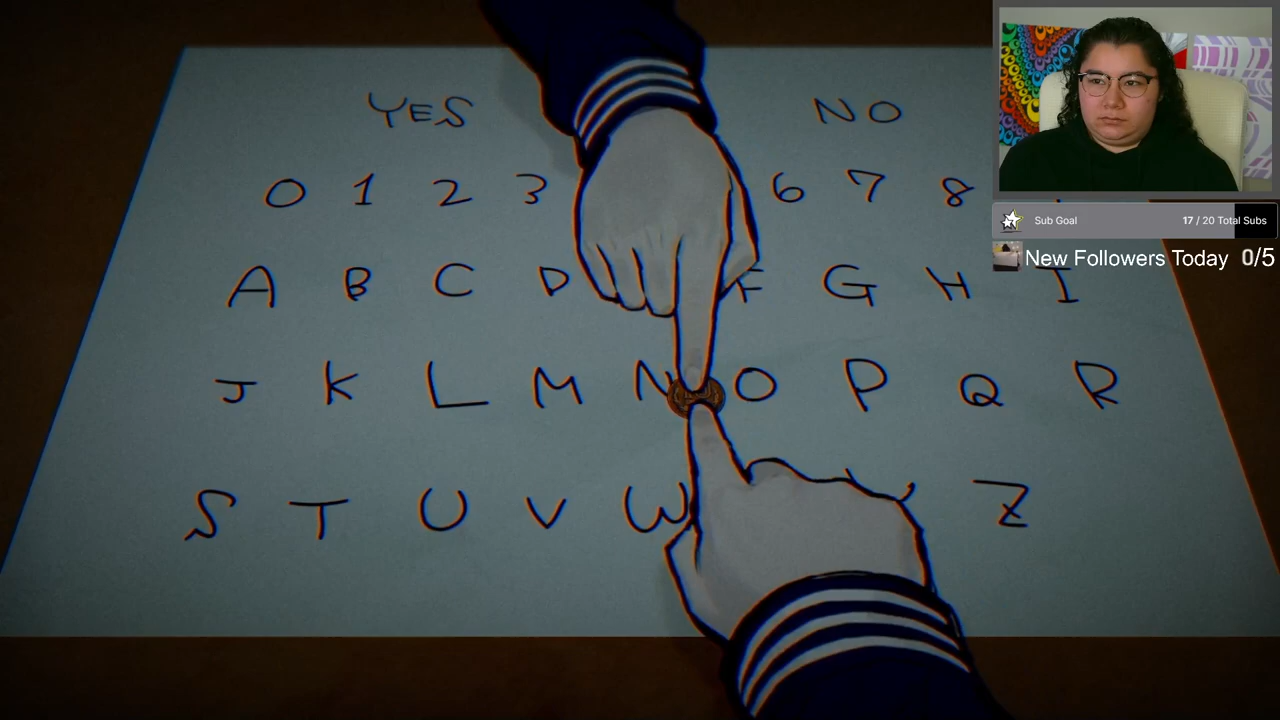 YES NO
0 1 2 3 6 7 8
A B C D F G H I
J K L M N O P Q R
S T U V W Z
Sub Goal 17 / 20 Total Subs
New Followers Today 0/5